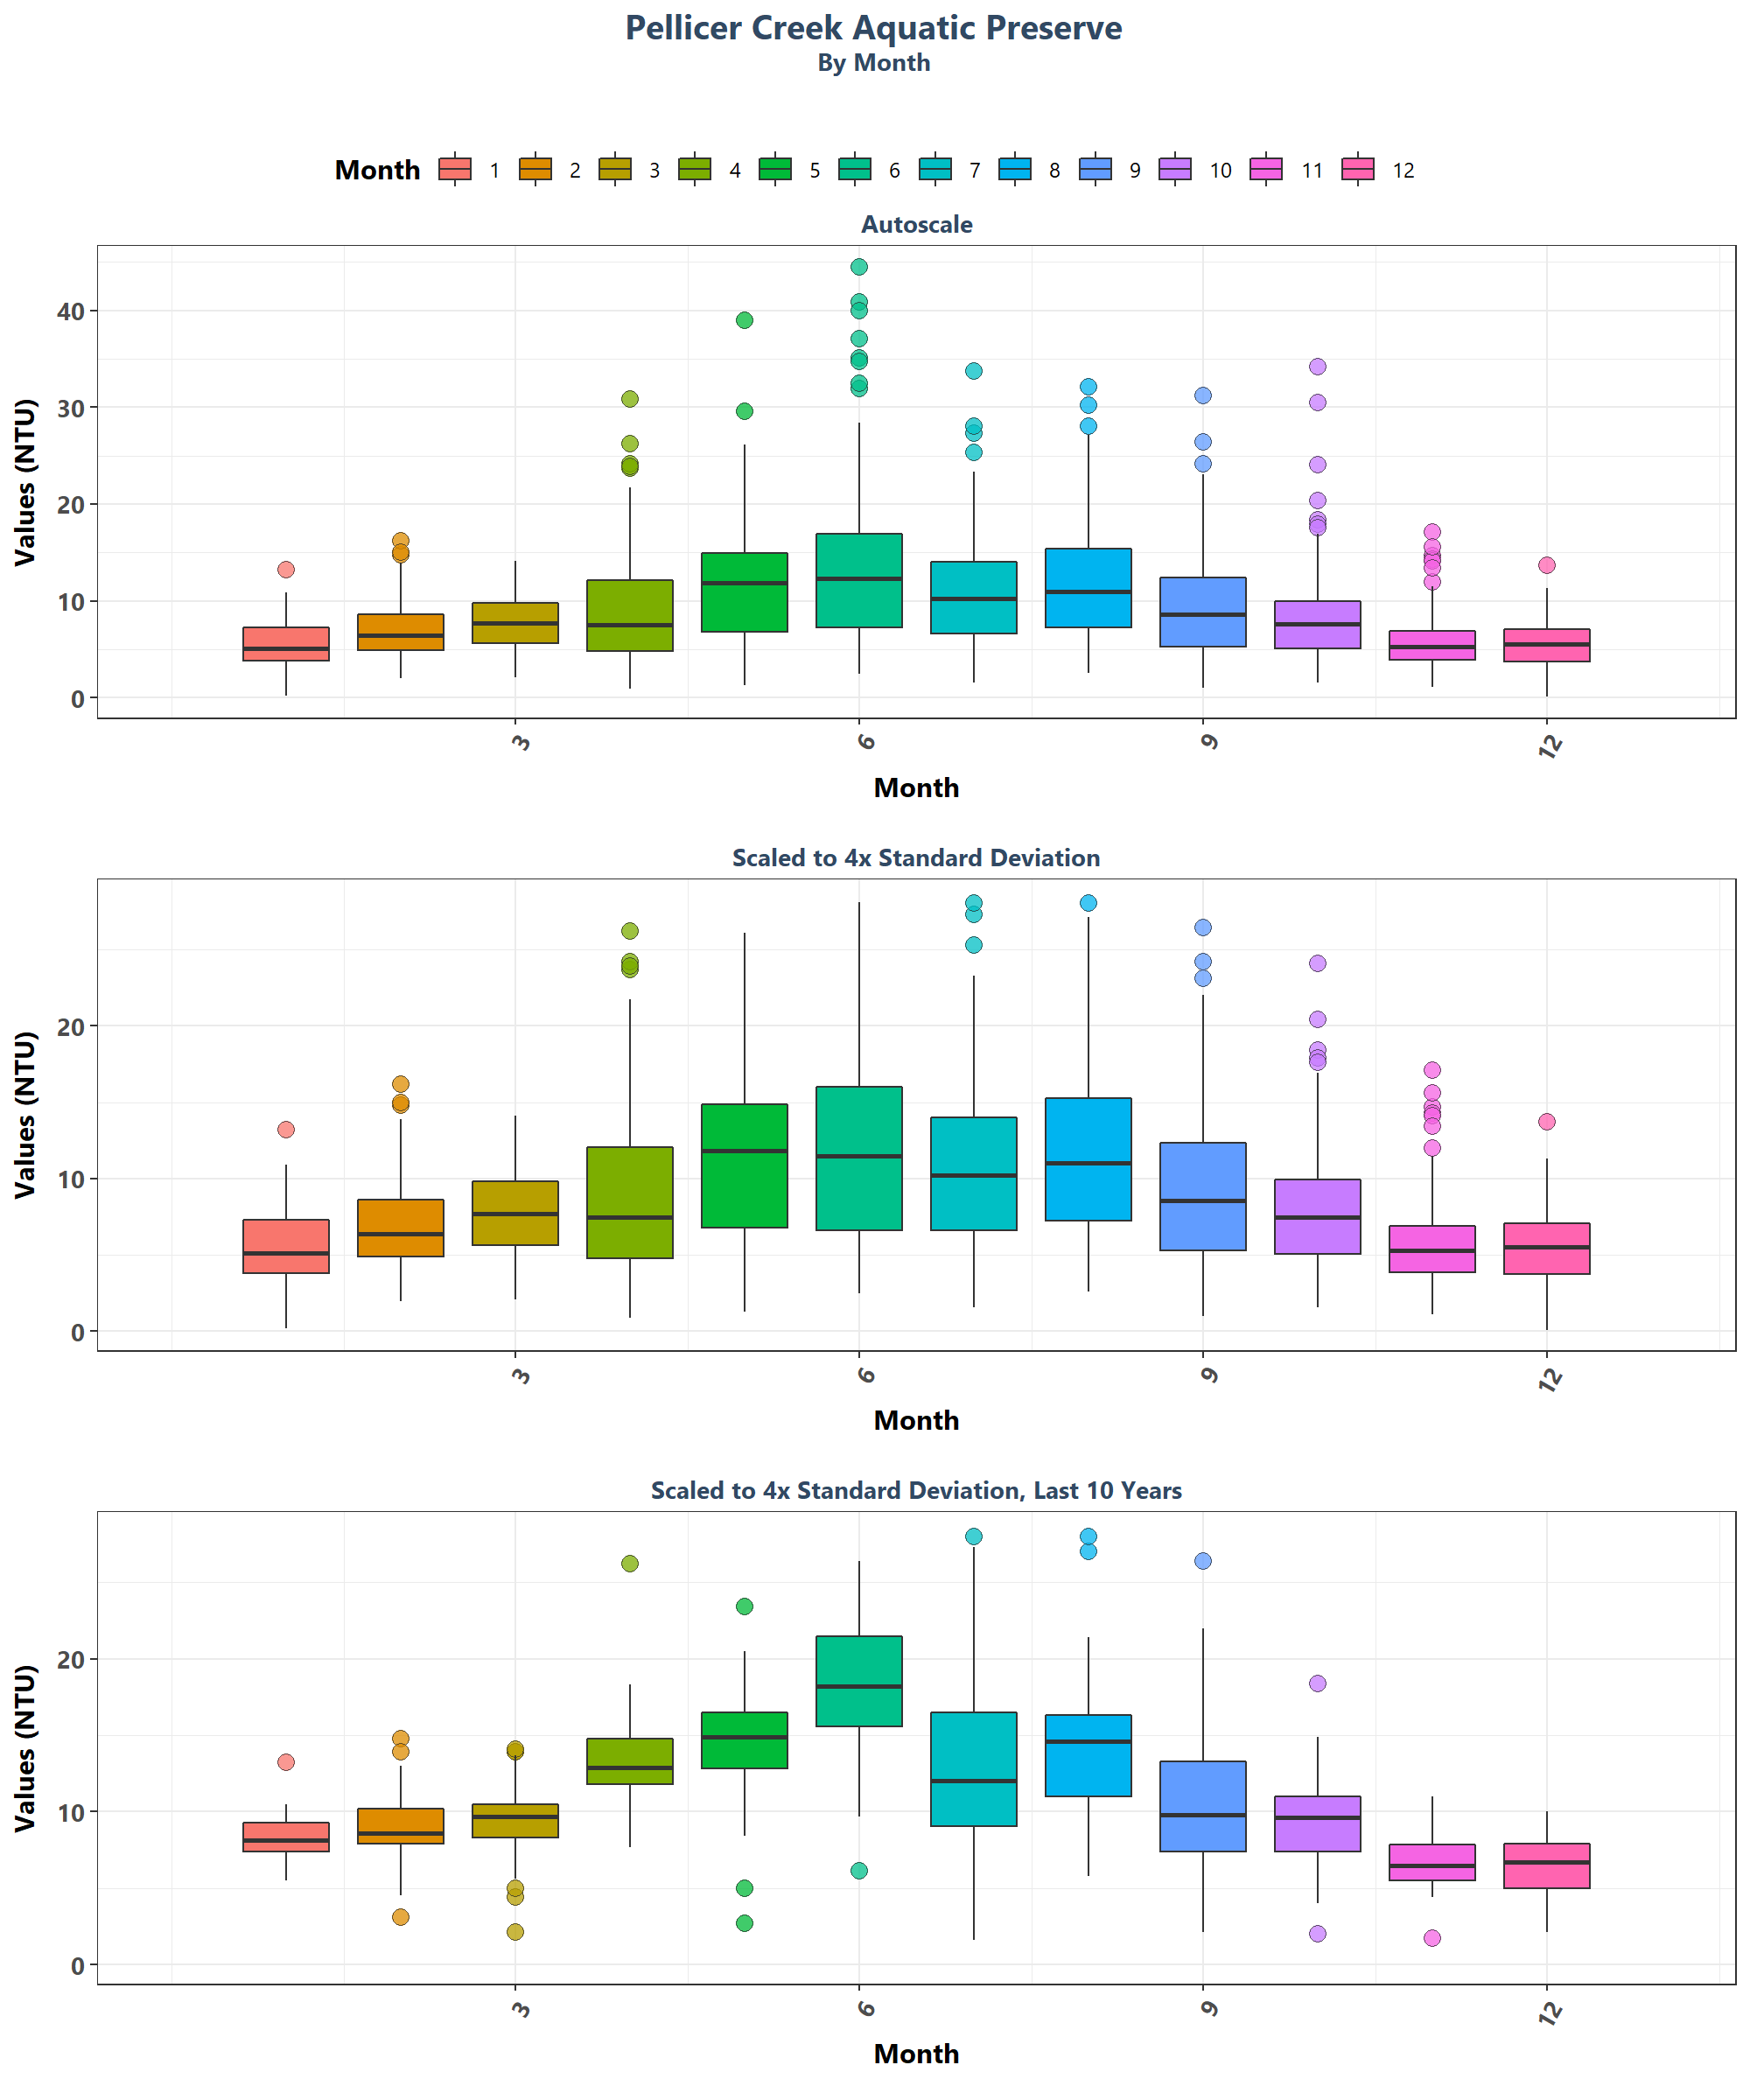 Pellicer Creek Aquatic Preserve
By Month
Month 1 2 3 4 5 6 7 8 9 10 11 12
Autoscale
Values (NTU)
40
30
20
10
0
3 6 9 12
Month
Scaled to 4x Standard Deviation
Values (NTU)
20
10
0
3 6 9 12
Month
Scaled to 4x Standard Deviation, Last 10 Years
Values (NTU)
20
10
0
3 6 9 12
Month